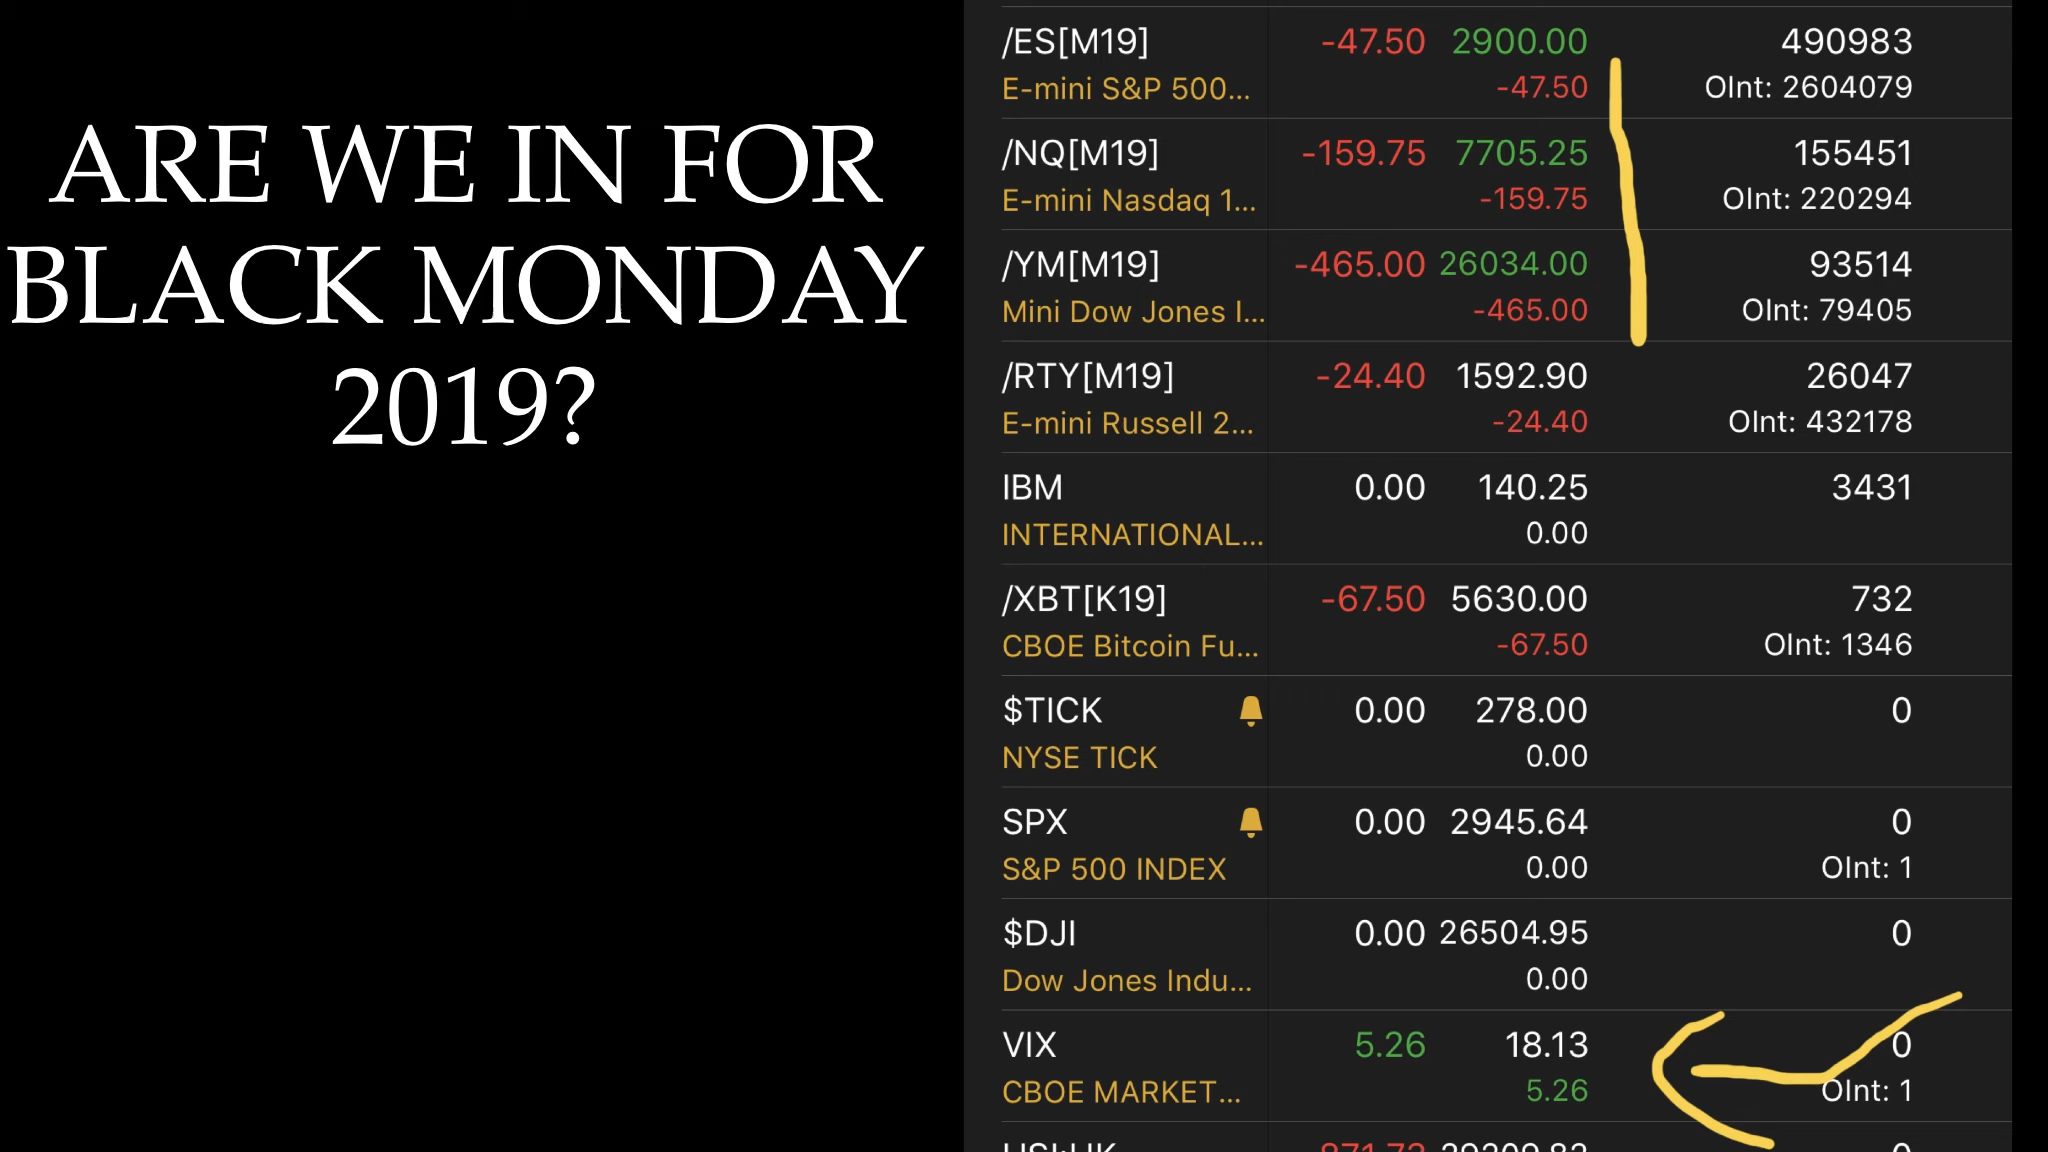 ARE WE IN FOR
BLACK MONDAY
2019?
/ES[M19] -47.50 2900.00 490983
E-mini S&P 500... -47.50 OInt: 2604079
/NQ[M19] -159.75 7705.25 155451
E-mini Nasdaq 1... -159.75 OInt: 220294
/YM[M19] -465.00 26034.00 93514
Mini Dow Jones I... -465.00 OInt: 79405
/RTY[M19] -24.40 1592.90 26047
E-mini Russell 2... -24.40 OInt: 432178
IBM 0.00 140.25 3431
INTERNATIONAL... 0.00
/XBT[K19] -67.50 5630.00 732
CBOE Bitcoin Fu... -67.50 OInt: 1346
$TICK 0.00 278.00 0
NYSE TICK 0.00
SPX 0.00 2945.64 0
S&P 500 INDEX 0.00 OInt: 1
$DJI 0.00 26504.95 0
Dow Jones Indu... 0.00
VIX 5.26 18.13 0
CBOE MARKET... 5.26 OInt: 1